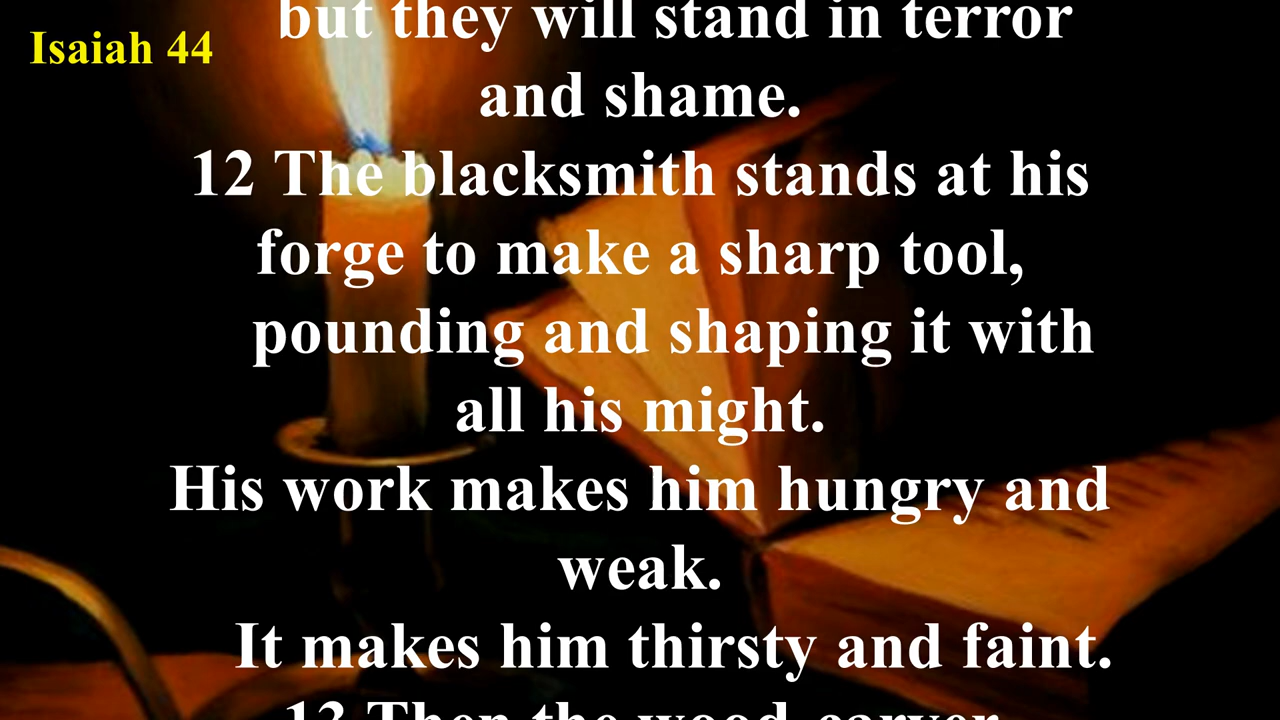 Isaiah 44
but they will stand in terror
and shame.
12 The blacksmith stands at his
forge to make a sharp tool,
pounding and shaping it with
all his might.
His work makes him hungry and
weak.
It makes him thirsty and faint.
13 Then the wood-carver